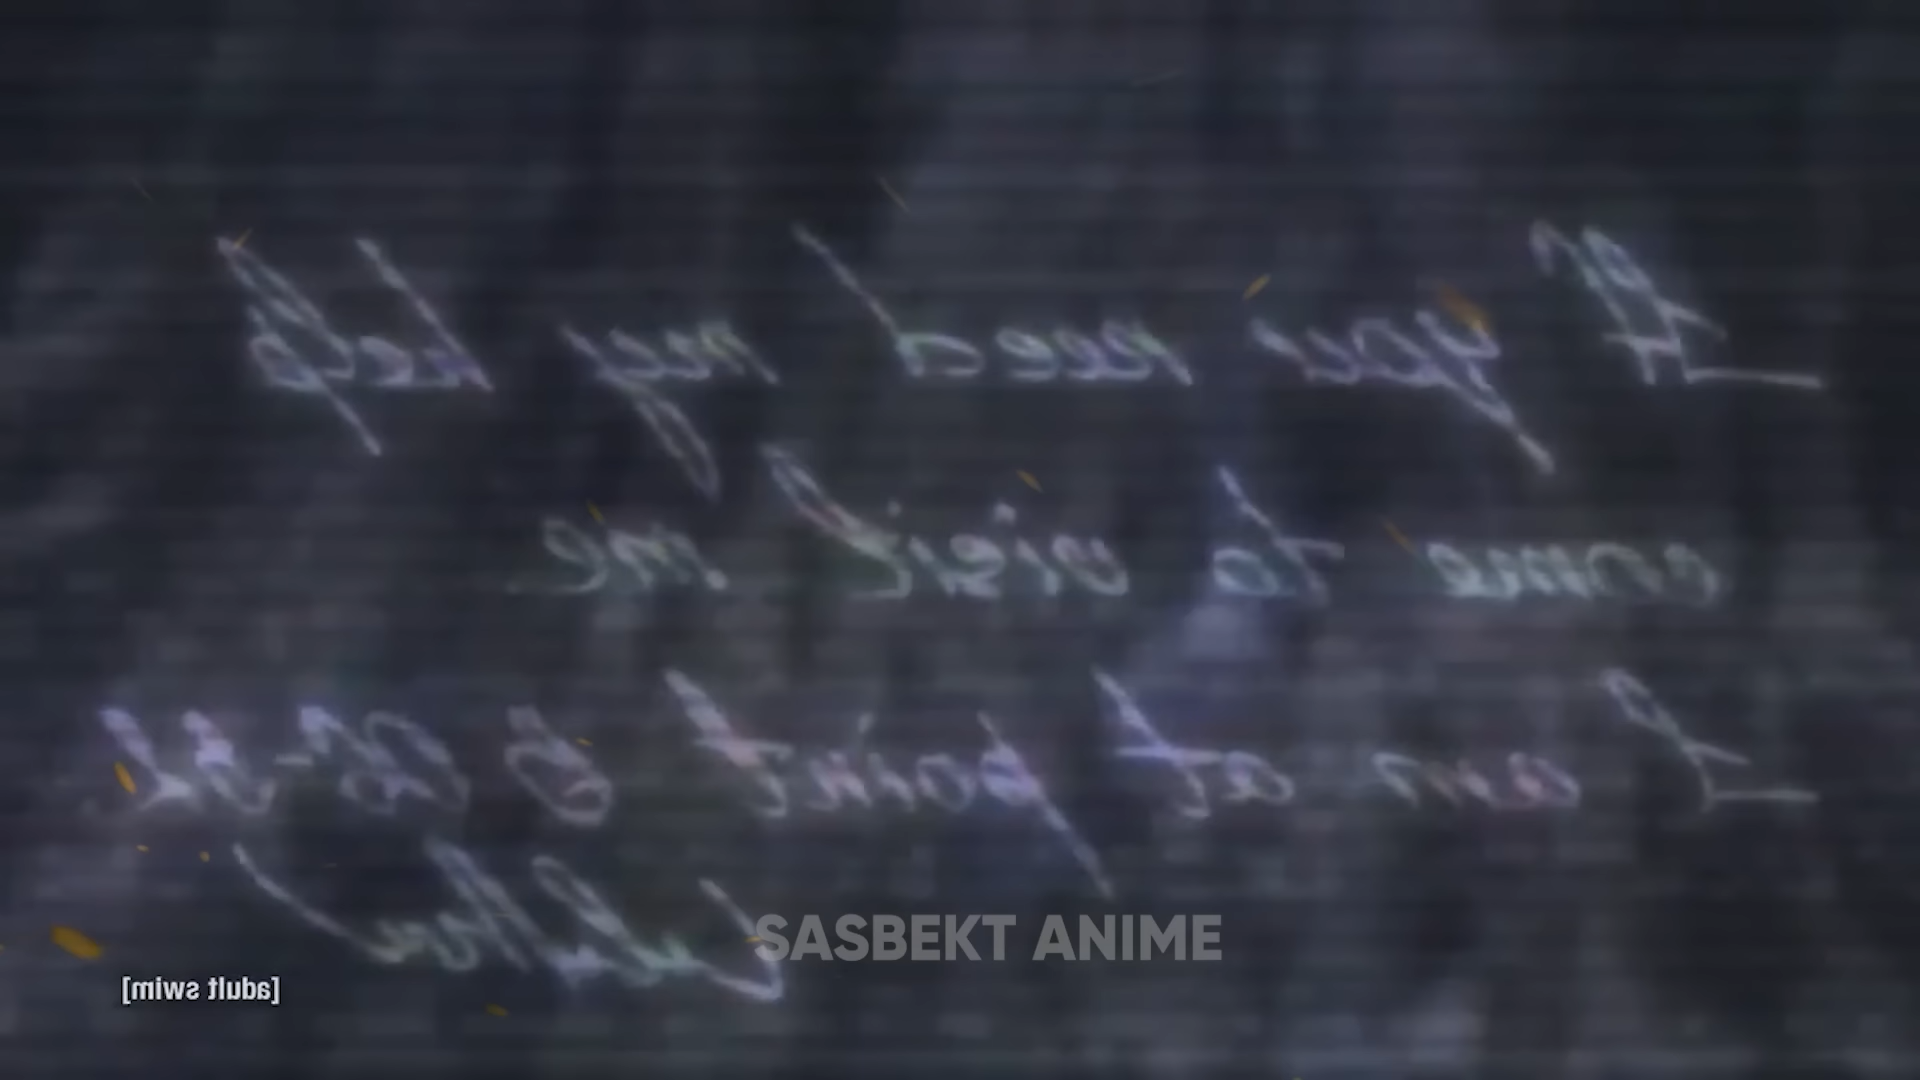 If you need my help
come to visit me.
I am at point B
SASBEKT ANIME
[adult swim]